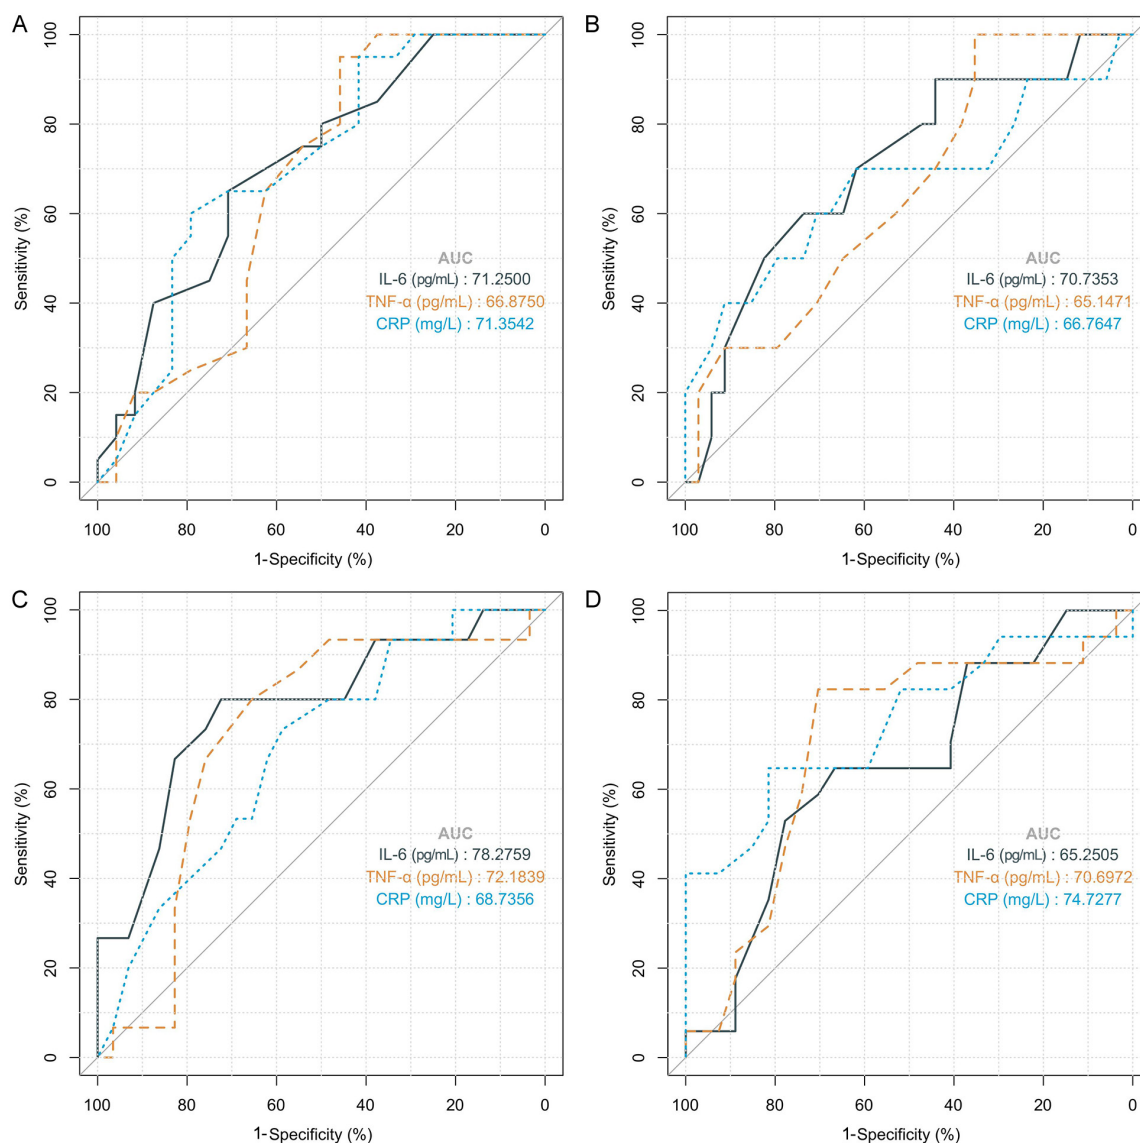 A
Sensitivity (%)
100
80
60
40
20
0
AUC
IL-6 (pg/mL) : 71.2500
TNF-α (pg/mL) : 66.8750
CRP (mg/L) : 71.3542
100 80 60 40 20 0
1-Specificity (%)
B
Sensitivity (%)
100
80
60
40
20
0
AUC
IL-6 (pg/mL) : 70.7353
TNF-α (pg/mL) : 65.1471
CRP (mg/L) : 66.7647
100 80 60 40 20 0
1-Specificity (%)
C
Sensitivity (%)
100
80
60
40
20
0
AUC
IL-6 (pg/mL) : 78.2759
TNF-α (pg/mL) : 72.1839
CRP (mg/L) : 68.7356
100 80 60 40 20 0
1-Specificity (%)
D
Sensitivity (%)
100
80
60
40
20
0
AUC
IL-6 (pg/mL) : 65.2505
TNF-α (pg/mL) : 70.6972
CRP (mg/L) : 74.7277
100 80 60 40 20 0
1-Specificity (%)